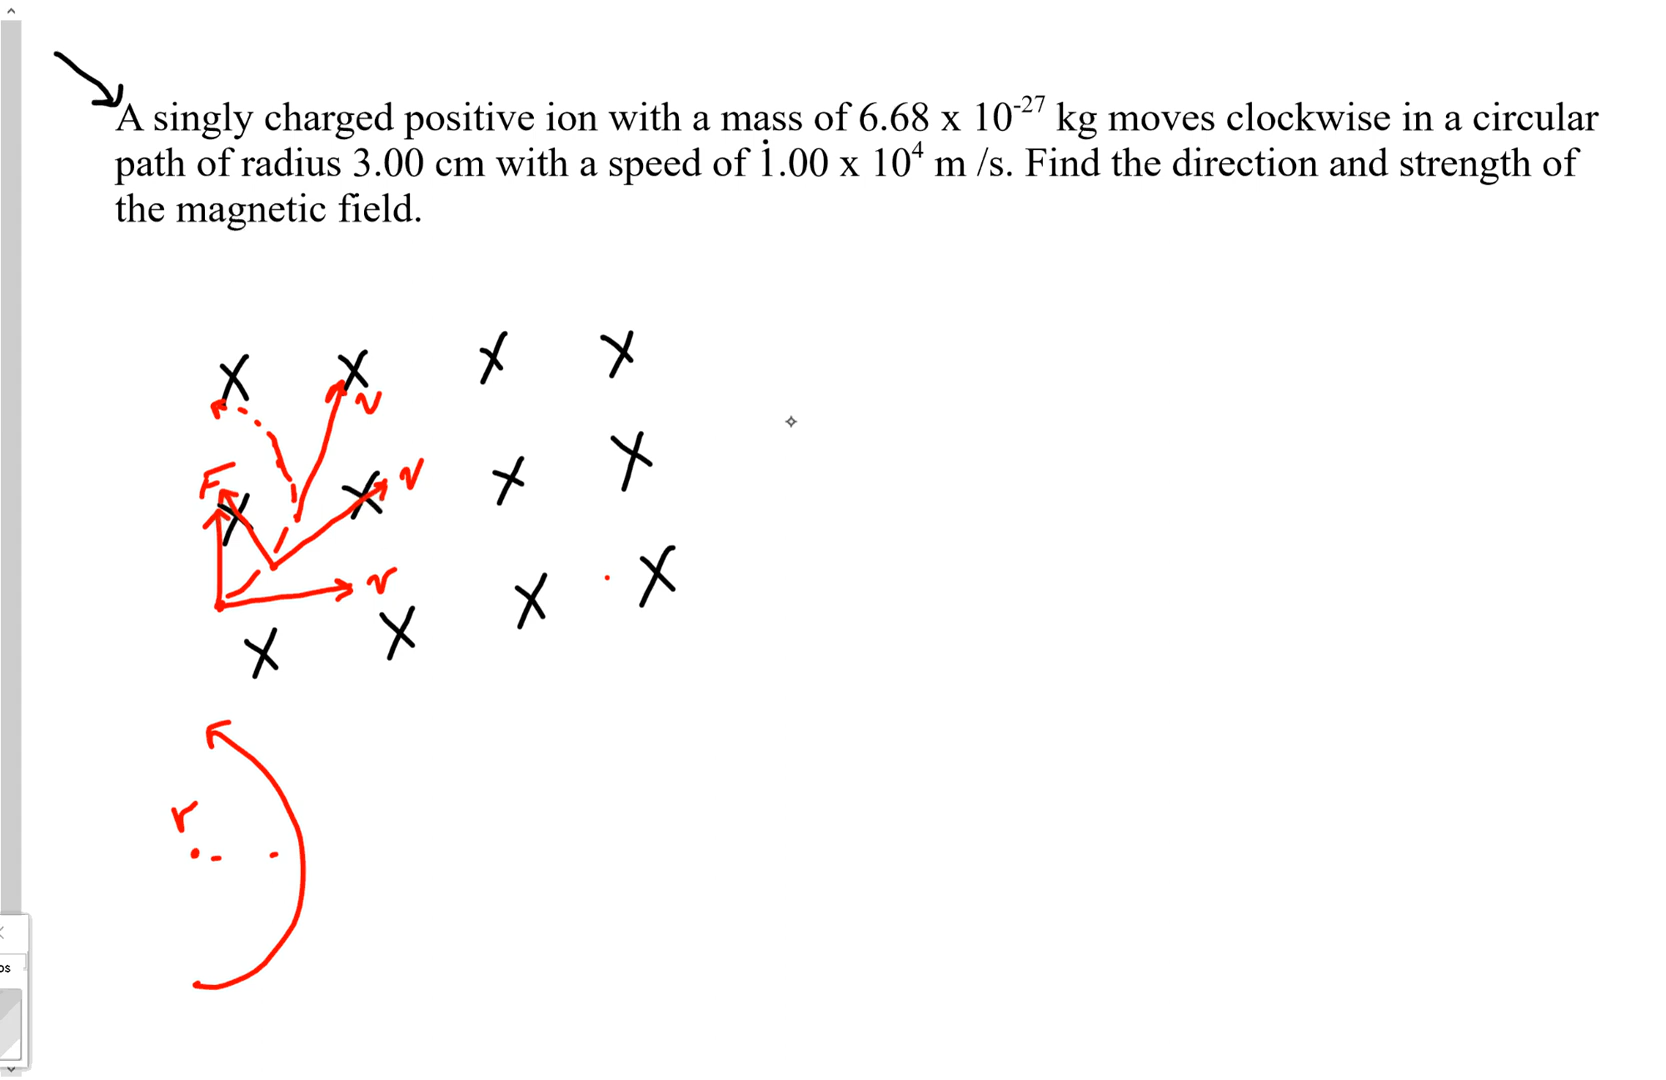 A singly charged positive ion with a mass of 6.68 x 10⁻²⁷ kg moves clockwise in a circular
path of radius 3.00 cm with a speed of 1.00 x 10⁴ m /s. Find the direction and strength of
the magnetic field.
X X X X
v
F X X v X X
v
X X X X
r
os